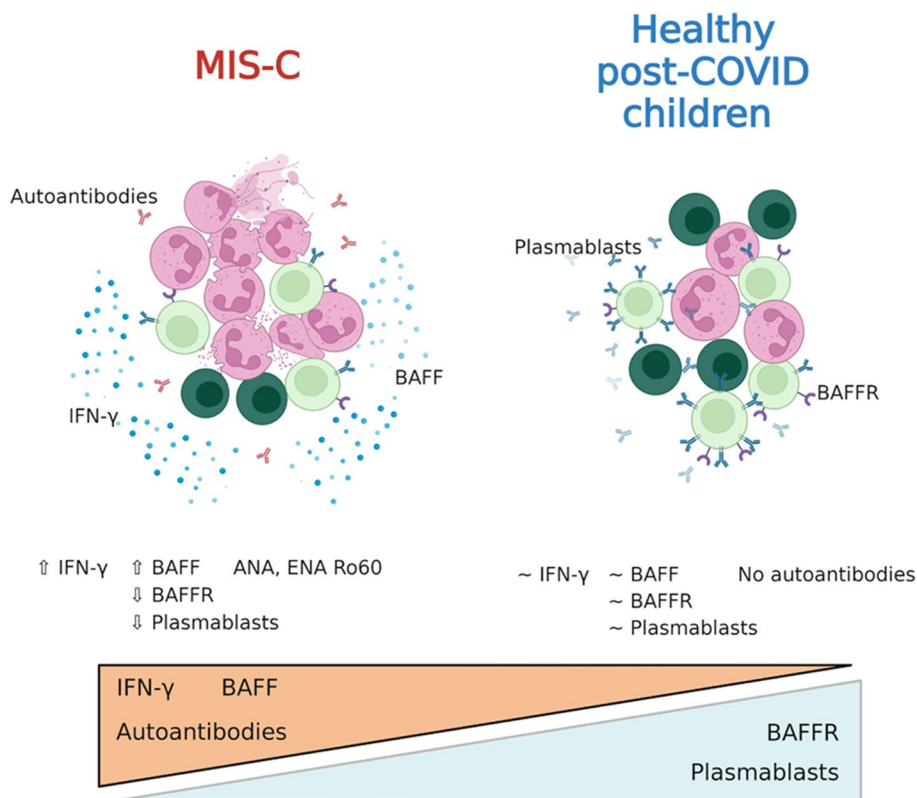 MIS-C
Healthy
post-COVID
children
Autoantibodies
IFN-γ
BAFF
Plasmablasts
BAFFR
⇧ IFN-γ ⇧ BAFF ANA, ENA Ro60
⇩ BAFFR
⇩ Plasmablasts
~ IFN-γ ~ BAFF No autoantibodies
~ BAFFR
~ Plasmablasts
IFN-γ BAFF
Autoantibodies
BAFFR
Plasmablasts